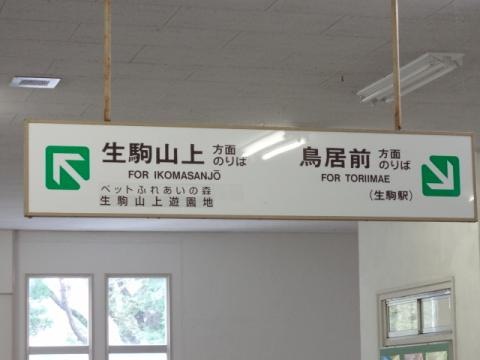 生駒山上 方面のりば
FOR IKOMASANJŌ
ペットふれあいの森
生駒山上遊園地
鳥居前 方面のりば
FOR TORIIMAE
(生駒駅)